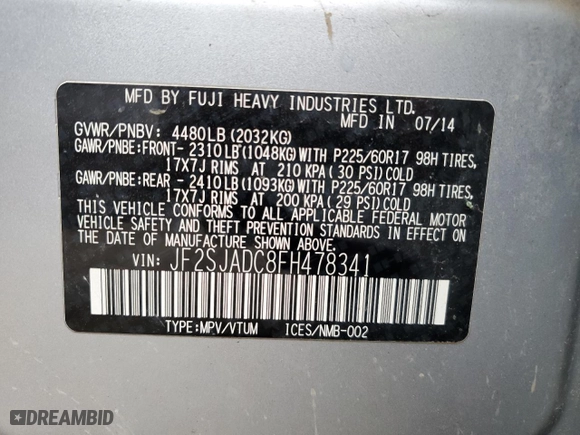 MFD BY FUJI HEAVY INDUSTRIES LTD.
MFD IN 07/14
GVWR/PNBV: 4480LB(2032KG)
GAWR/PNBE:FRONT-2310LB(1048KG)WITH P225/60R17 98H TIRES,
17X7J RIMS AT 210 KPA(30 PSI)COLD
GAWR/PNBE:REAR -2410LB(1093KG)WITH P225/60R17 98H TIRES,
17X7J RIMS AT 200 KPA(29 PSI)COLD
THIS VEHICLE CONFORMS TO ALL APPLICABLE FEDERAL MOTOR
VEHICLE SAFETY AND THEFT PREVENTION STANDARDS IN EFFECT
ON THE DATE OF MANUFACTURE SHOWN ABOVE.
VIN: JF2SJADC8FH478341
TYPE:MPV/VTUM ICES/NMB-002
DREAMBID